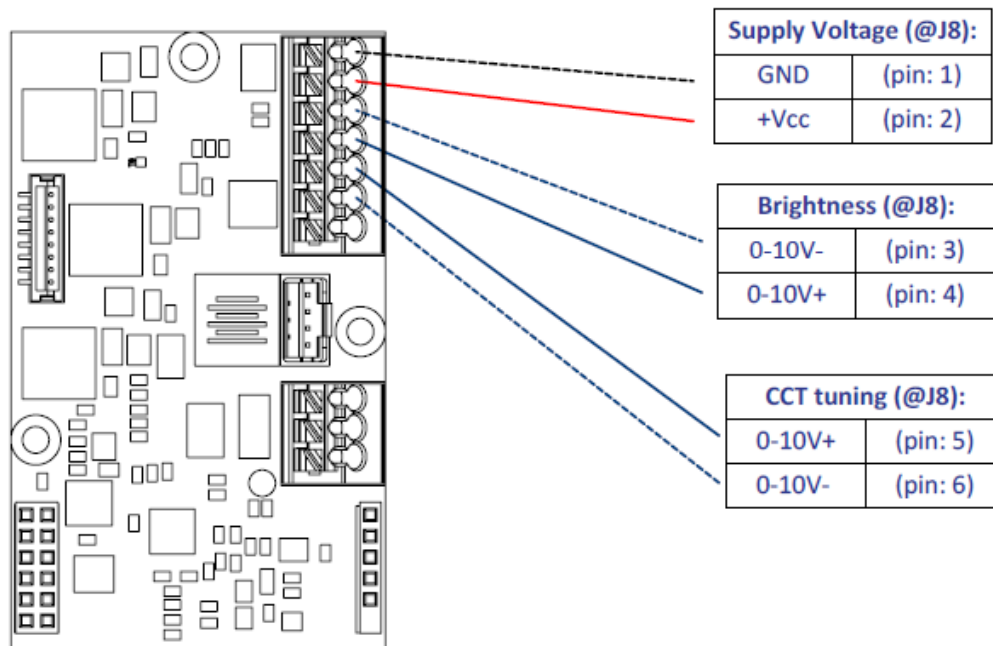 Supply Voltage (@J8):
GND (pin: 1)
+Vcc (pin: 2)
Brightness (@J8):
0-10V- (pin: 3)
0-10V+ (pin: 4)
CCT tuning (@J8):
0-10V+ (pin: 5)
0-10V- (pin: 6)